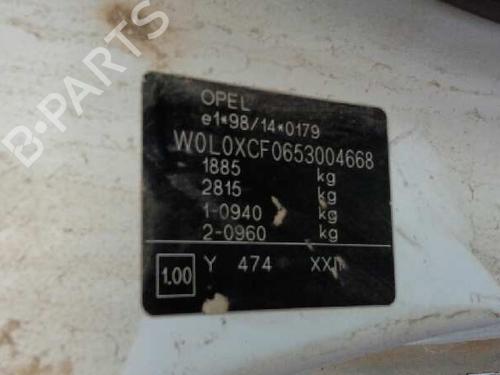 B-PARTS
OPEL
e1*98/14*0179
W0L0XCF0653004668
1885 kg
2815 kg
1-0940 kg
2-0960 kg
1.00 Y 474 XXП